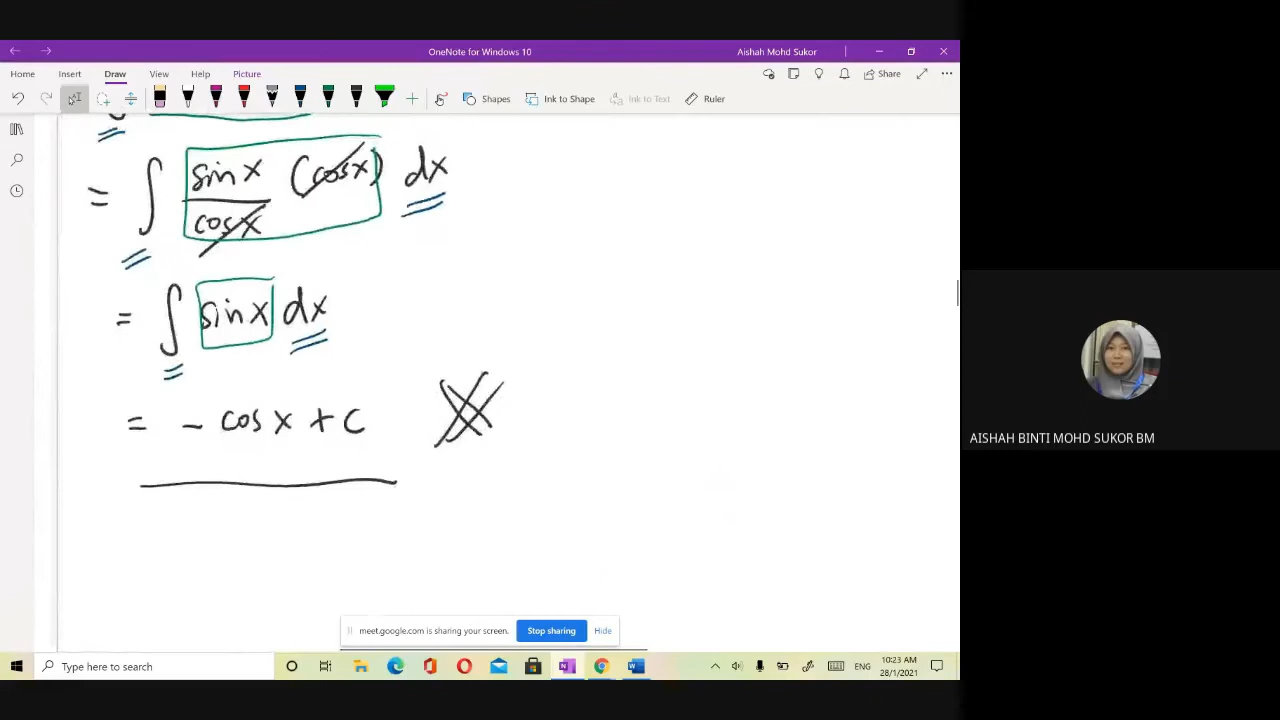 OneNote for Windows 10
Aishah Mohd Sukor
Home Insert Draw View Help Picture
Share
Shapes Ink to Shape Ink to Text Ruler
= ∫ sin x / cos x (cos x) dx
= ∫ sin x dx
= - cos x + c
AISHAH BINTI MOHD SUKOR BM
meet.google.com is sharing your screen. Stop sharing Hide
Type here to search
ENG
10:23 AM
28/1/2021